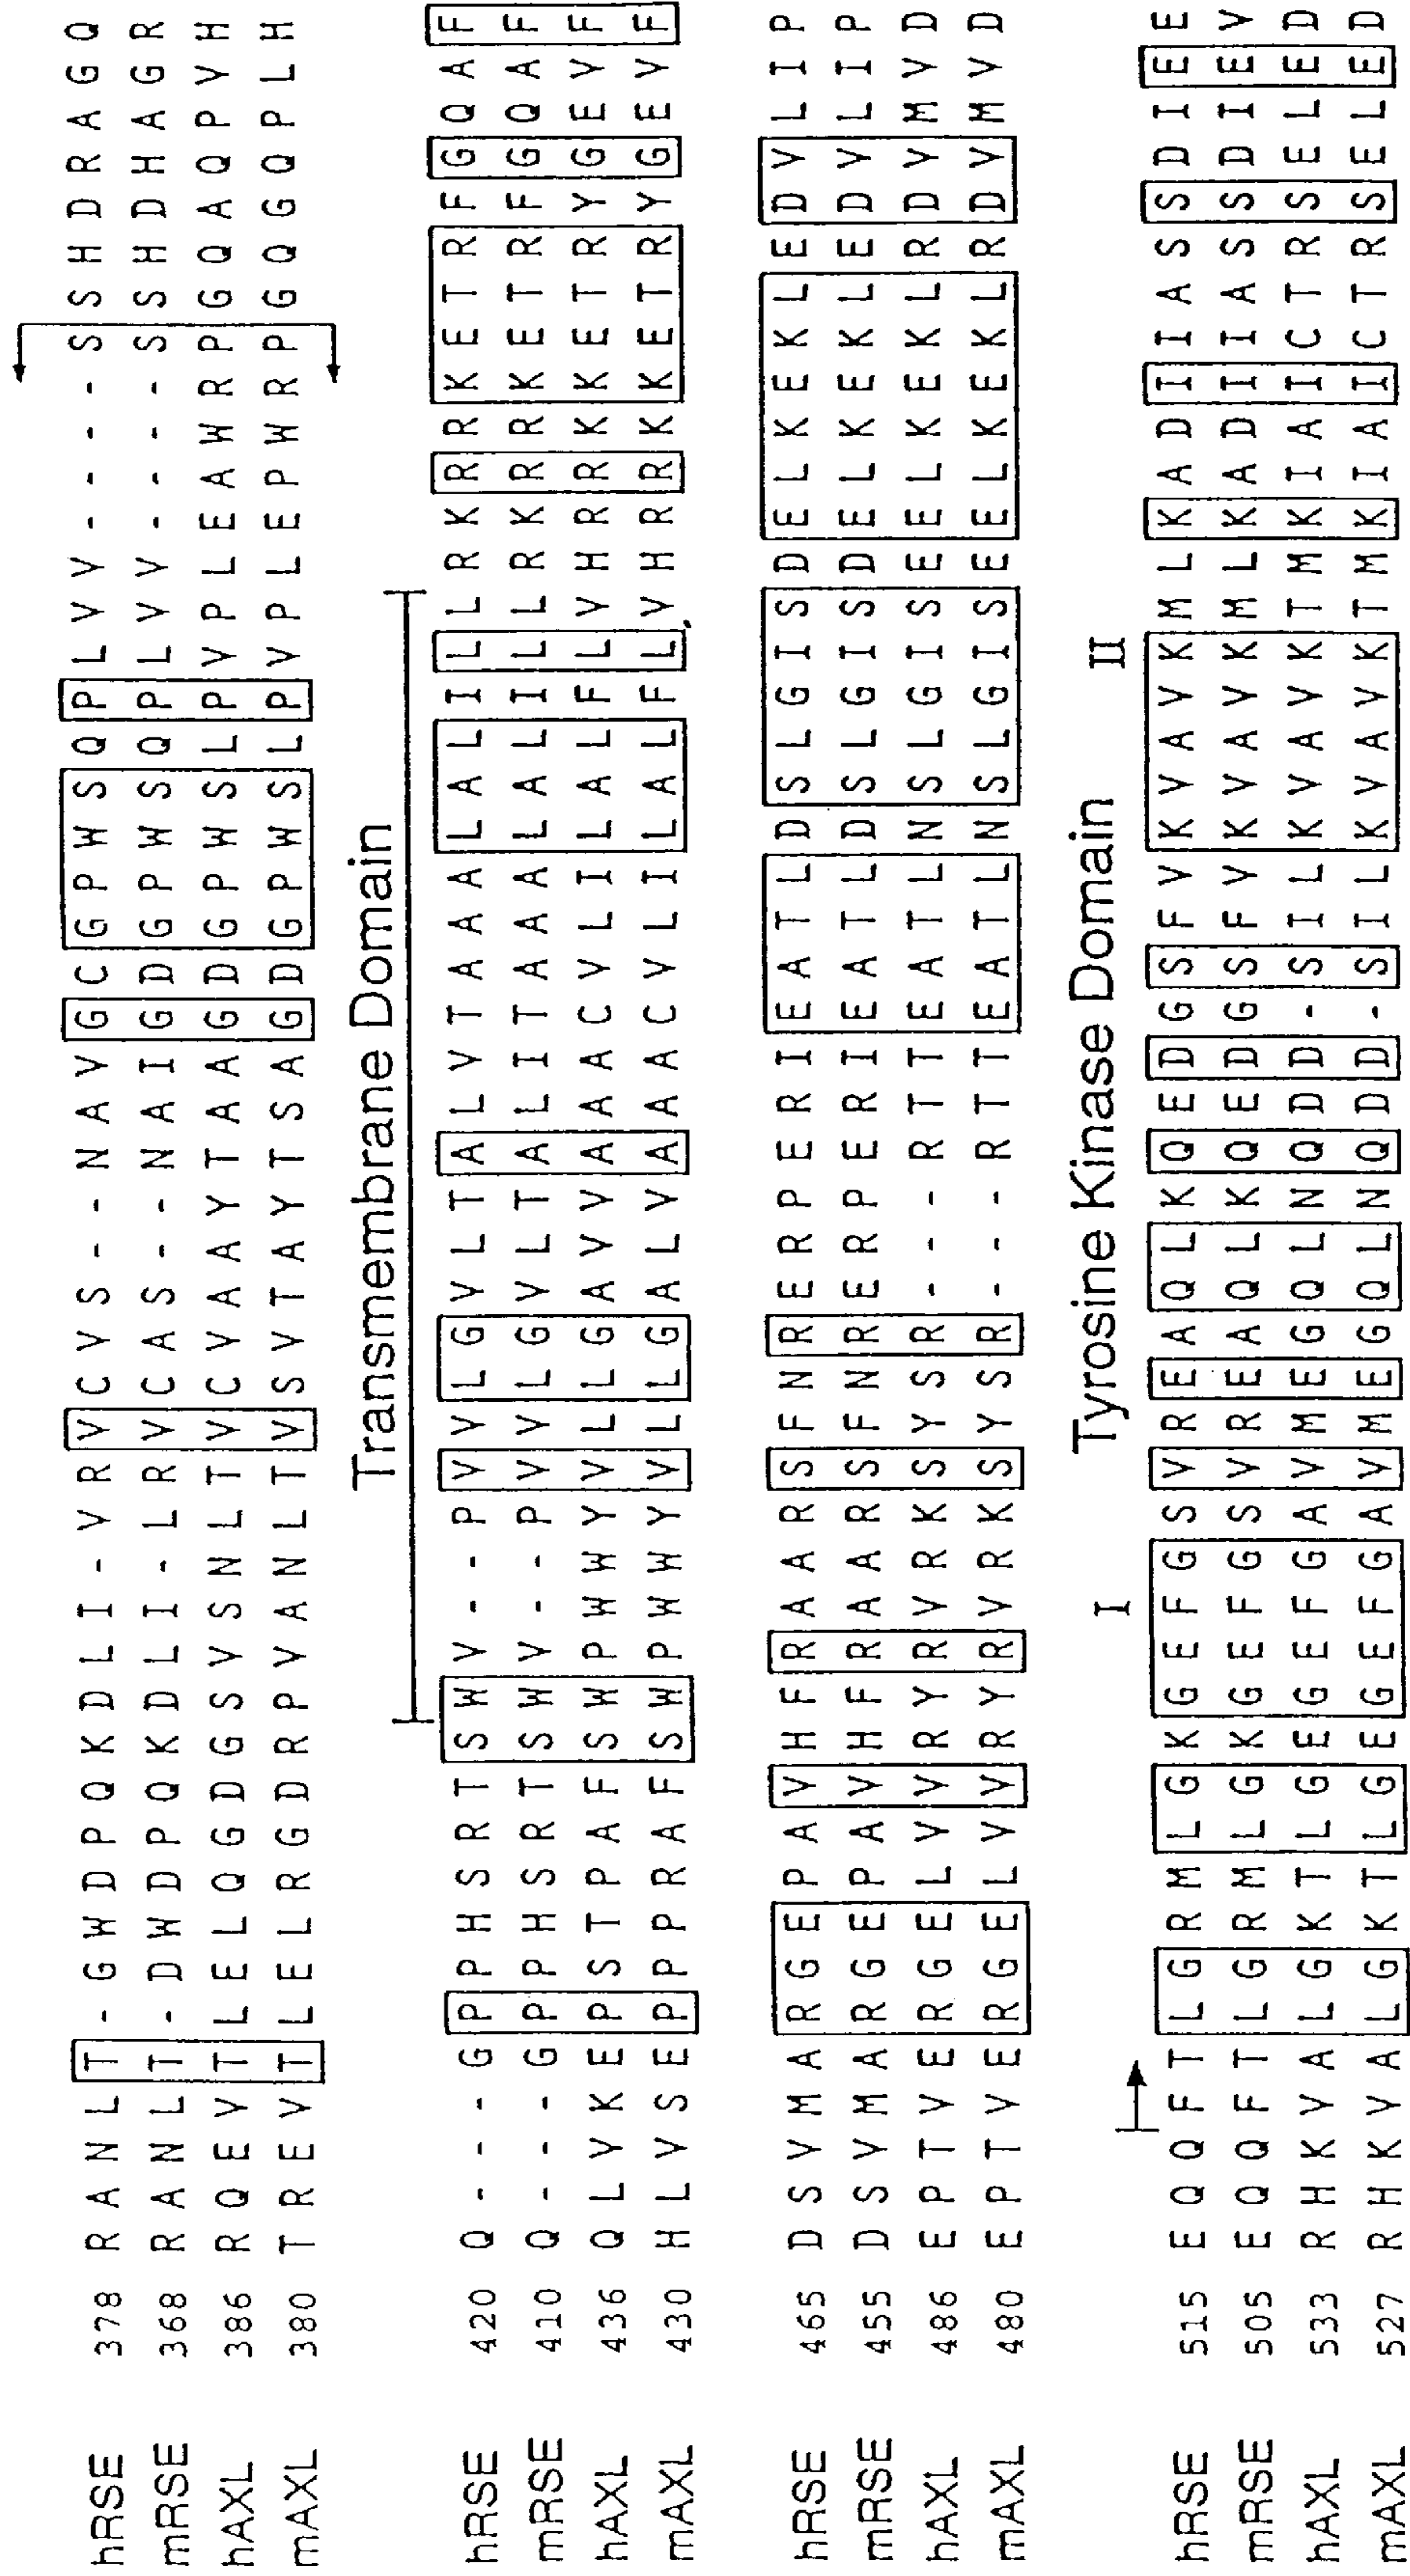 hRSE 378 R A N L T - G W D P Q K D L I - V R V C V S - - N A V G C G P W S Q P L V V - - - - S S H D R A G Q
mRSE 368 R A N L T - D W D P Q K D L I - L R V C A S - - N A I G D G P W S Q P L V V - - - - S S H D H A G R
hAXL 386 R Q E V T L E L Q G D G S V S N L T V C V A A Y T A A G D G P W S L P V P L E A W R P G Q A Q P V H
mAXL 380 T R E V T L E L R G D R P V A N L T V S V T A Y T S A G D G P W S L P V P L E P W R P G Q G Q P L H
Transmembrane Domain
hRSE 420 Q - - - G P P H S R T S W V - - P V V L G V L T A L V T A A A L A L I L L R K R R K E T R F G Q A F
mRSE 410 Q - - - G P P H S R T S W V - - P V V L G V L T A L I T A A A L A L I L L R K R R K E T R F G Q A F
hAXL 436 Q L V K E P S T P A F S W P W W Y V L L G A V V A A A C V L I L A L F L V H R R K K E T R Y G E V F
mAXL 430 H L V S E P P P R A F S W P W W Y V L L G A L V A A A C V L I L A L F L V H R R K K E T R Y G E V F
hRSE 465 D S V M A R G E P A V H F R A A R S F N R E R P E R I E A T L D S L G I S D E L K E K L E D V L I P
mRSE 455 D S V M A R G E P A V H F R A A R S F N R E R P E R I E A T L D S L G I S D E L K E K L E D V L I P
hAXL 486 E P T V E R G E L V V R Y R V R K S Y S R - - - R T T E A T L N S L G I S E E L K E K L R D V M V D
mAXL 480 E P T V E R G E L V V R Y R V R K S Y S R - - - R T T E A T L N S L G I S E E L K E K L R D V M V D
I Tyrosine Kinase Domain II
hRSE 515 E Q Q F T L G R M L G K G E F G S V R E A Q L K Q E D G S F V K V A V K M L K A D I I A S S D I E E
mRSE 505 E Q Q F T L G R M L G K G E F G S V R E A Q L K Q E D G S F V K V A V K M L K A D I I A S S D I E V
hAXL 533 R H K V A L G K T L G E G E F G A V M E G Q L N Q D D - S I L K V A V K T M K I A I C T R S E L E D
mAXL 527 R H K V A L G K T L G E G E F G A V M E G Q L N Q D D - S I L K V A V K T M K I A I C T R S E L E D